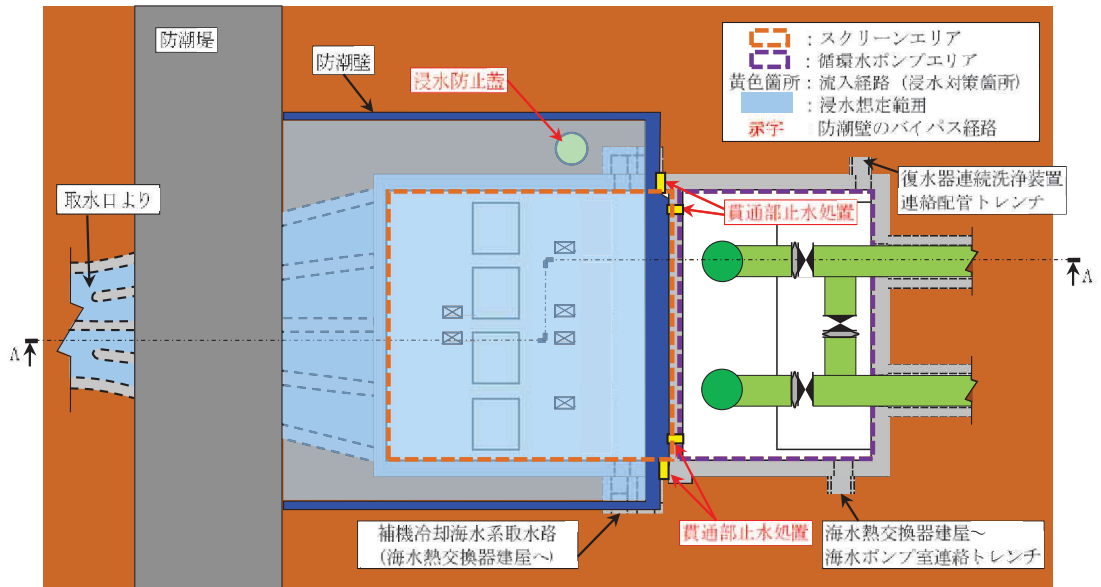 防潮堤
防潮壁
浸水防止蓋
：スクリーンエリア
：循環水ポンプエリア
黄色箇所：流入経路（浸水対策箇所）
：浸水想定範囲
赤字：防潮壁のバイパス経路
取水口より
貫通部止水処置
復水器連続洗浄装置
連絡配管トレンチ
A
A
補機冷却海水系取水路
(海水熱交換器建屋へ)
貫通部止水処置
海水熱交換器建屋～
海水ポンプ室連絡トレンチ